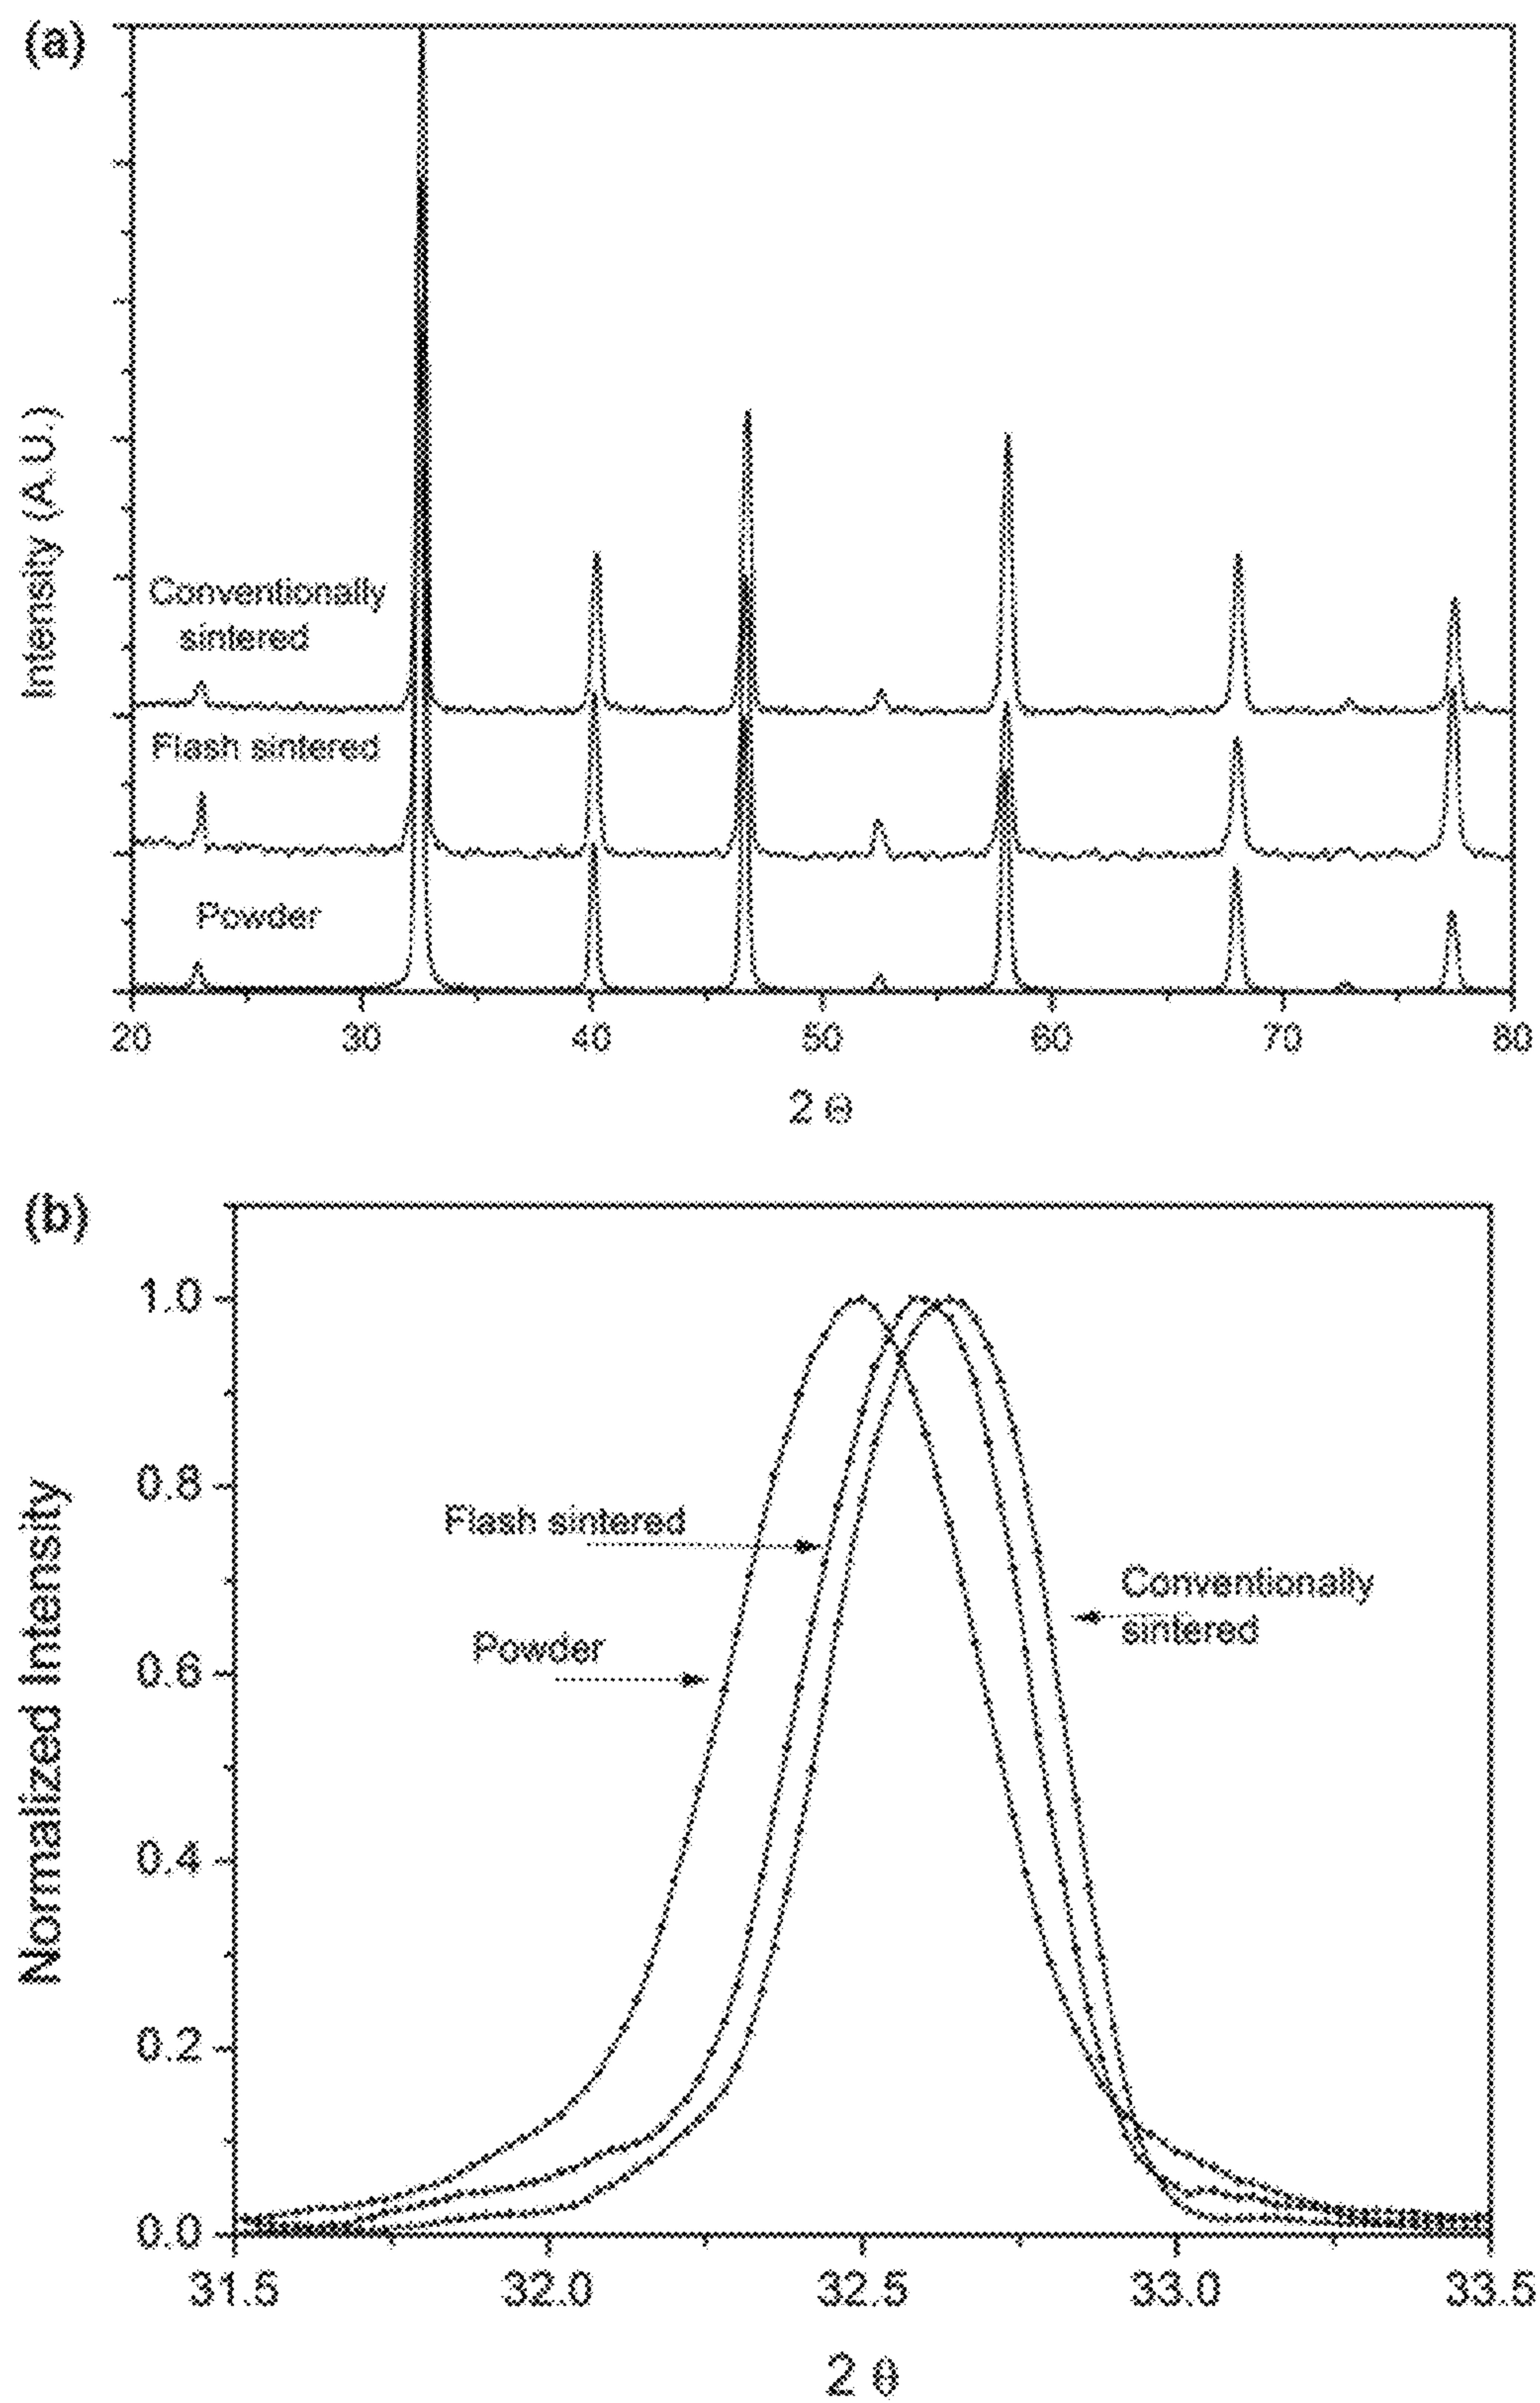 (a)
Intensity (A.U.)
Conventionally
sintered
Flash sintered
Powder
20 30 40 50 60 70 80
2 Θ
(b)
Normalized Intensity
1.0
0.8
0.6
0.4
0.2
0.0
Flash sintered
Powder
Conventionally
sintered
31.5 32.0 32.5 33.0 33.5
2 θ